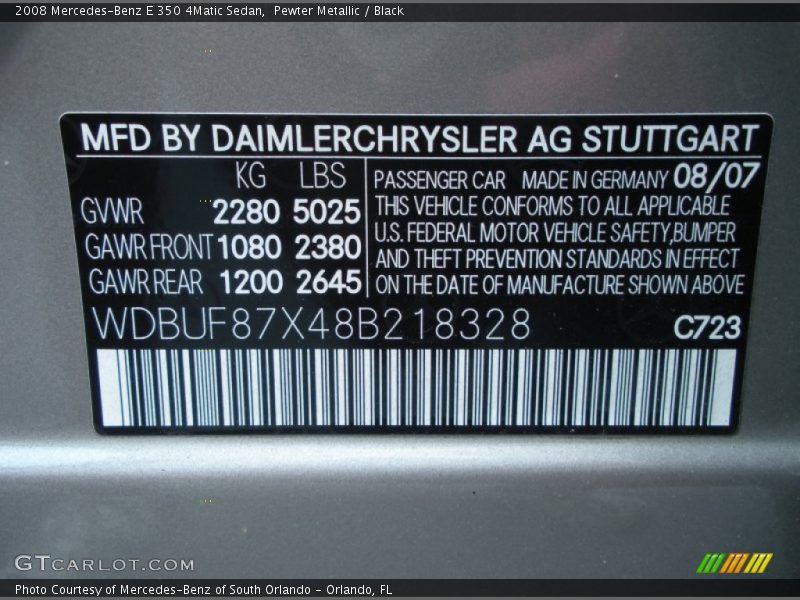 2008 Mercedes-Benz E 350 4Matic Sedan,  Pewter Metallic / Black
MFD BY DAIMLERCHRYSLER AG STUTTGART
KG LBS
GVWR 2280 5025
GAWR FRONT 1080 2380
GAWR REAR 1200 2645
PASSENGER CAR MADE IN GERMANY 08/07
THIS VEHICLE CONFORMS TO ALL APPLICABLE
U.S. FEDERAL MOTOR VEHICLE SAFETY,BUMPER
AND THEFT PREVENTION STANDARDS IN EFFECT
ON THE DATE OF MANUFACTURE SHOWN ABOVE
WDBUF87X48B218328 C723
GTCARLOT.COM
Photo Courtesy of Mercedes-Benz of South Orlando - Orlando, FL